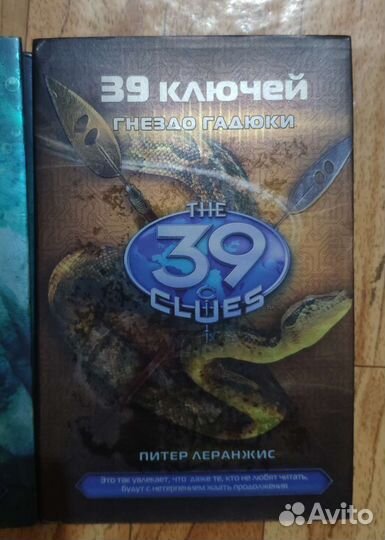 39 ключей
гнездо гадюки
THE
39
CLUES
ПИТЕР ЛЕРАНЖИС
Это так увлекает, что даже те, кто не любят читать,
будут с нетерпением ждать продолжения
Avito